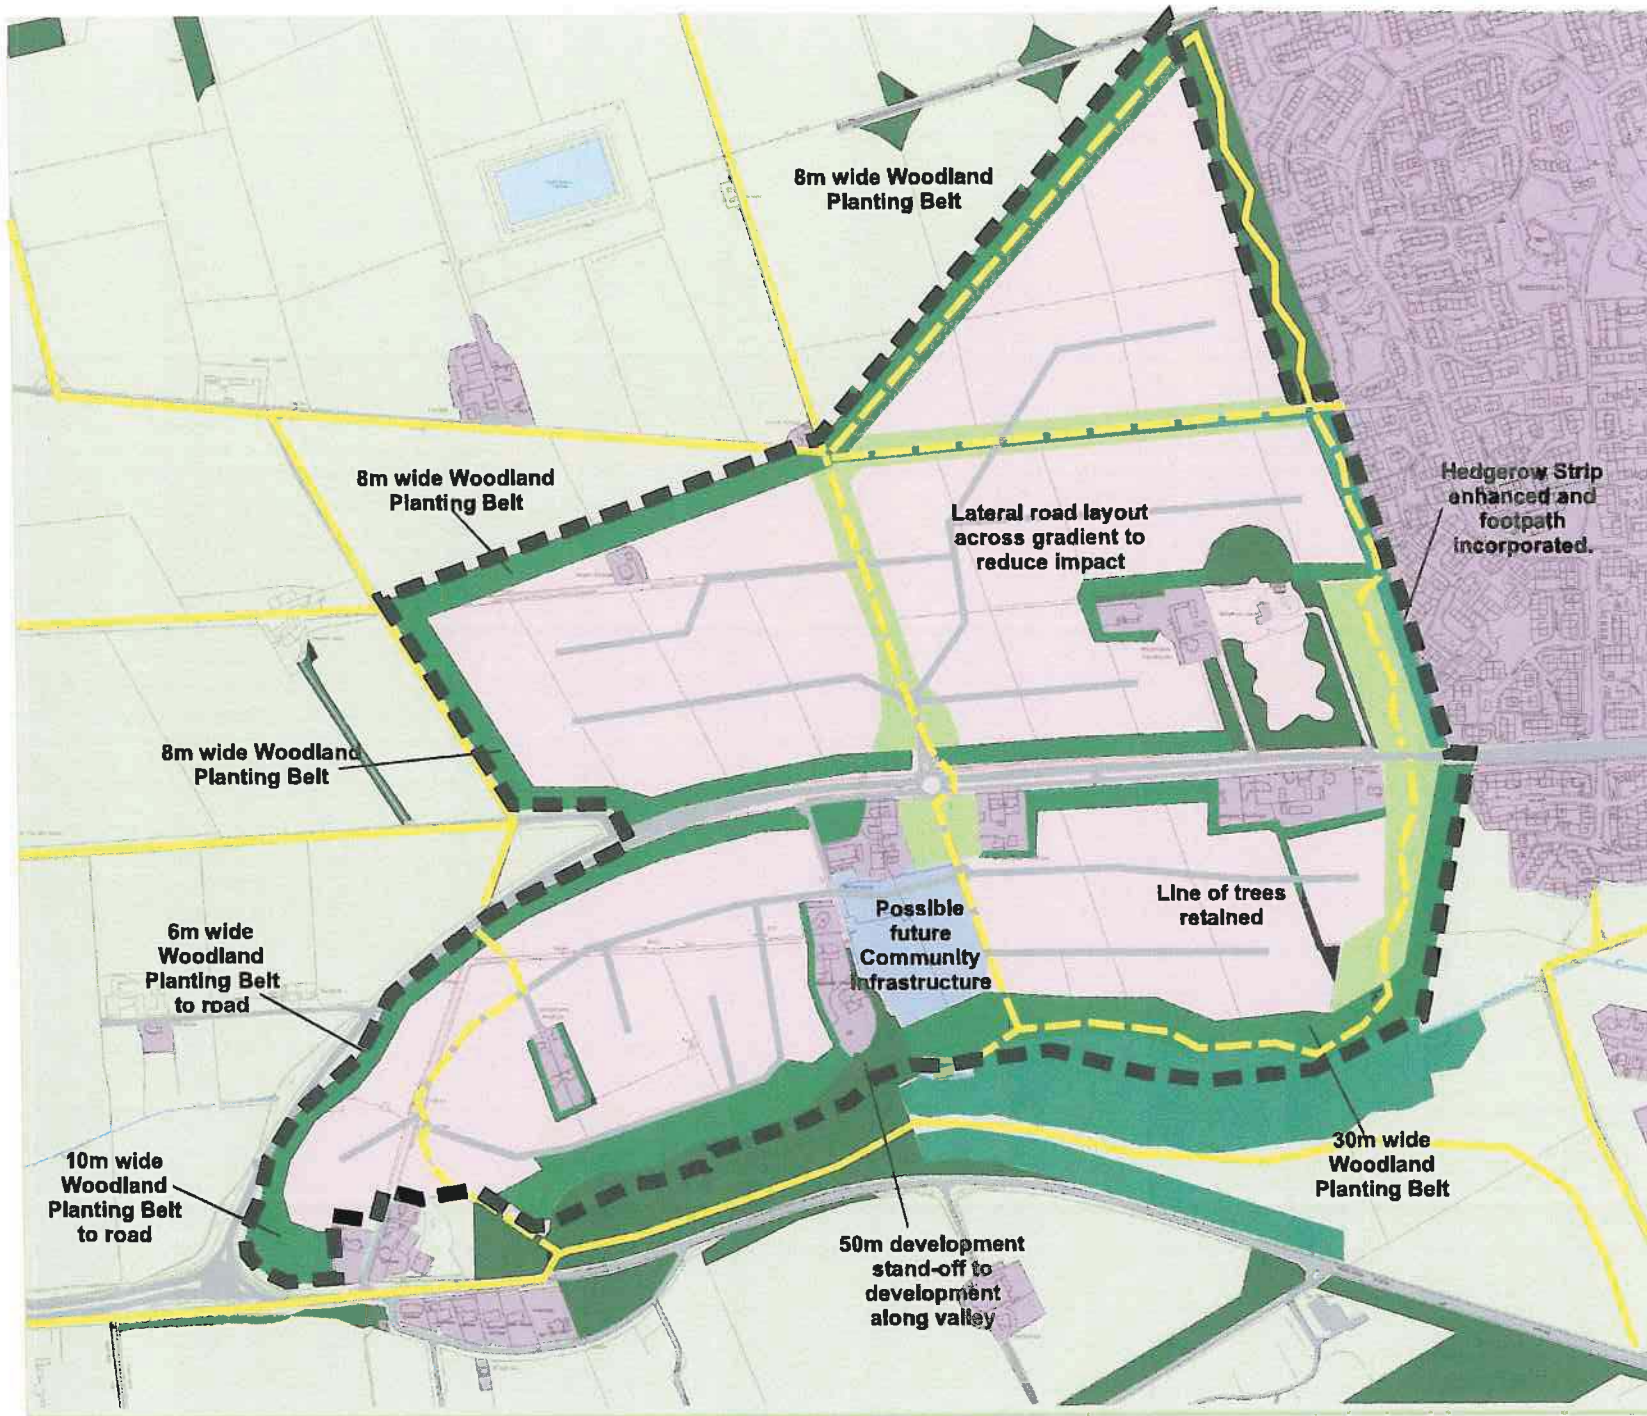 8m wide Woodland
Planting Belt
8m wide Woodland
Planting Belt
Hedgerow Strip
enhanced and
footpath
incorporated.
Lateral road layout
across gradient to
reduce impact
8m wide Woodland
Planting Belt
Line of trees
retained
Possible
future
Community
Infrastructure
6m wide
Woodland
Planting Belt
to road
10m wide
Woodland
Planting Belt
to road
30m wide
Woodland
Planting Belt
50m development
stand-off to
development
along valley